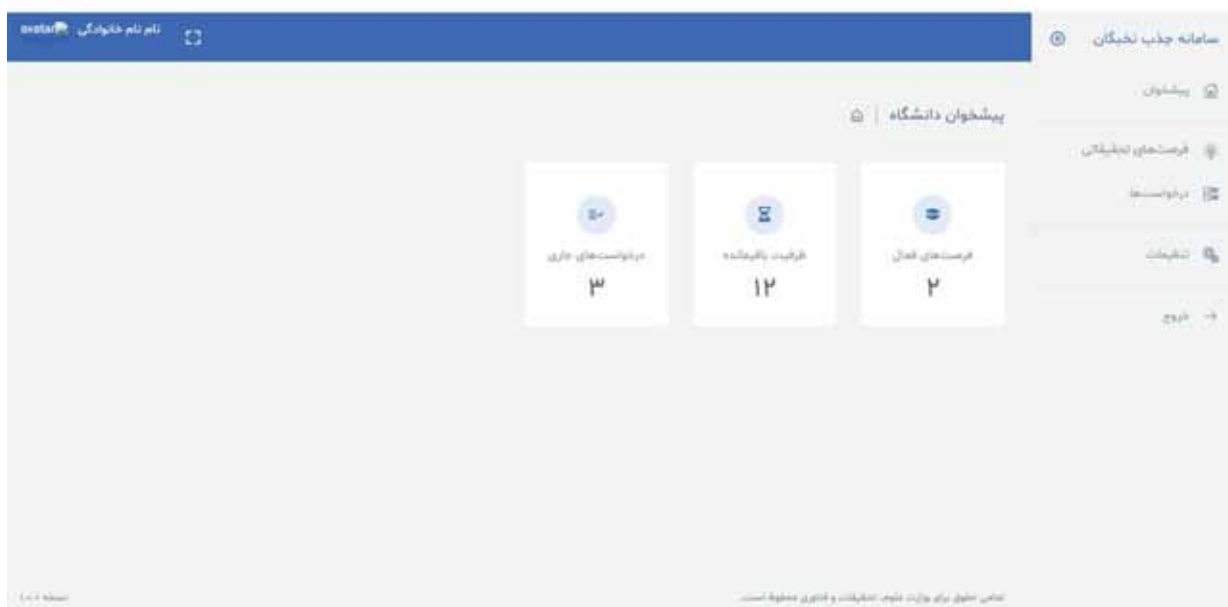 سامانه جذب نخبگان
پیشخوان
فرصت‌های تحقیقاتی
درخواست‌ها
تنظیمات
خروج
نام نام خانوادگی avatar
پیشخوان دانشگاه
فرصت‌های فعال
۲
ظرفیت باقیمانده
۱۲
درخواست‌های جاری
۳
تمامی حقوق برای وزارت علوم، تحقیقات و فناوری محفوظ است.
نسخه